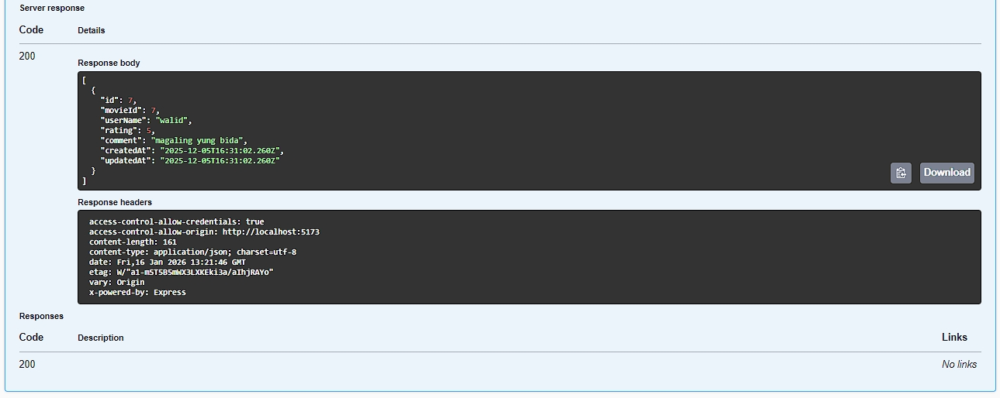 Server response
Code Details
200
Response body
[
  {
    "id": 7,
    "movieId": 7,
    "userName": "walid",
    "rating": 5,
    "comment": "magaling yung bida",
    "createdAt": "2025-12-05T16:31:02.260Z",
    "updatedAt": "2025-12-05T16:31:02.260Z"
  }
]
Download
Response headers
access-control-allow-credentials: true
access-control-allow-origin: http://localhost:5173
content-length: 161
content-type: application/json; charset=utf-8
date: Fri,16 Jan 2026 13:21:46 GMT
etag: W/"a1-m5T5B5mWX3LXKEki3a/aIhjRAYo"
vary: Origin
x-powered-by: Express
Responses
Code Description Links
200 No links